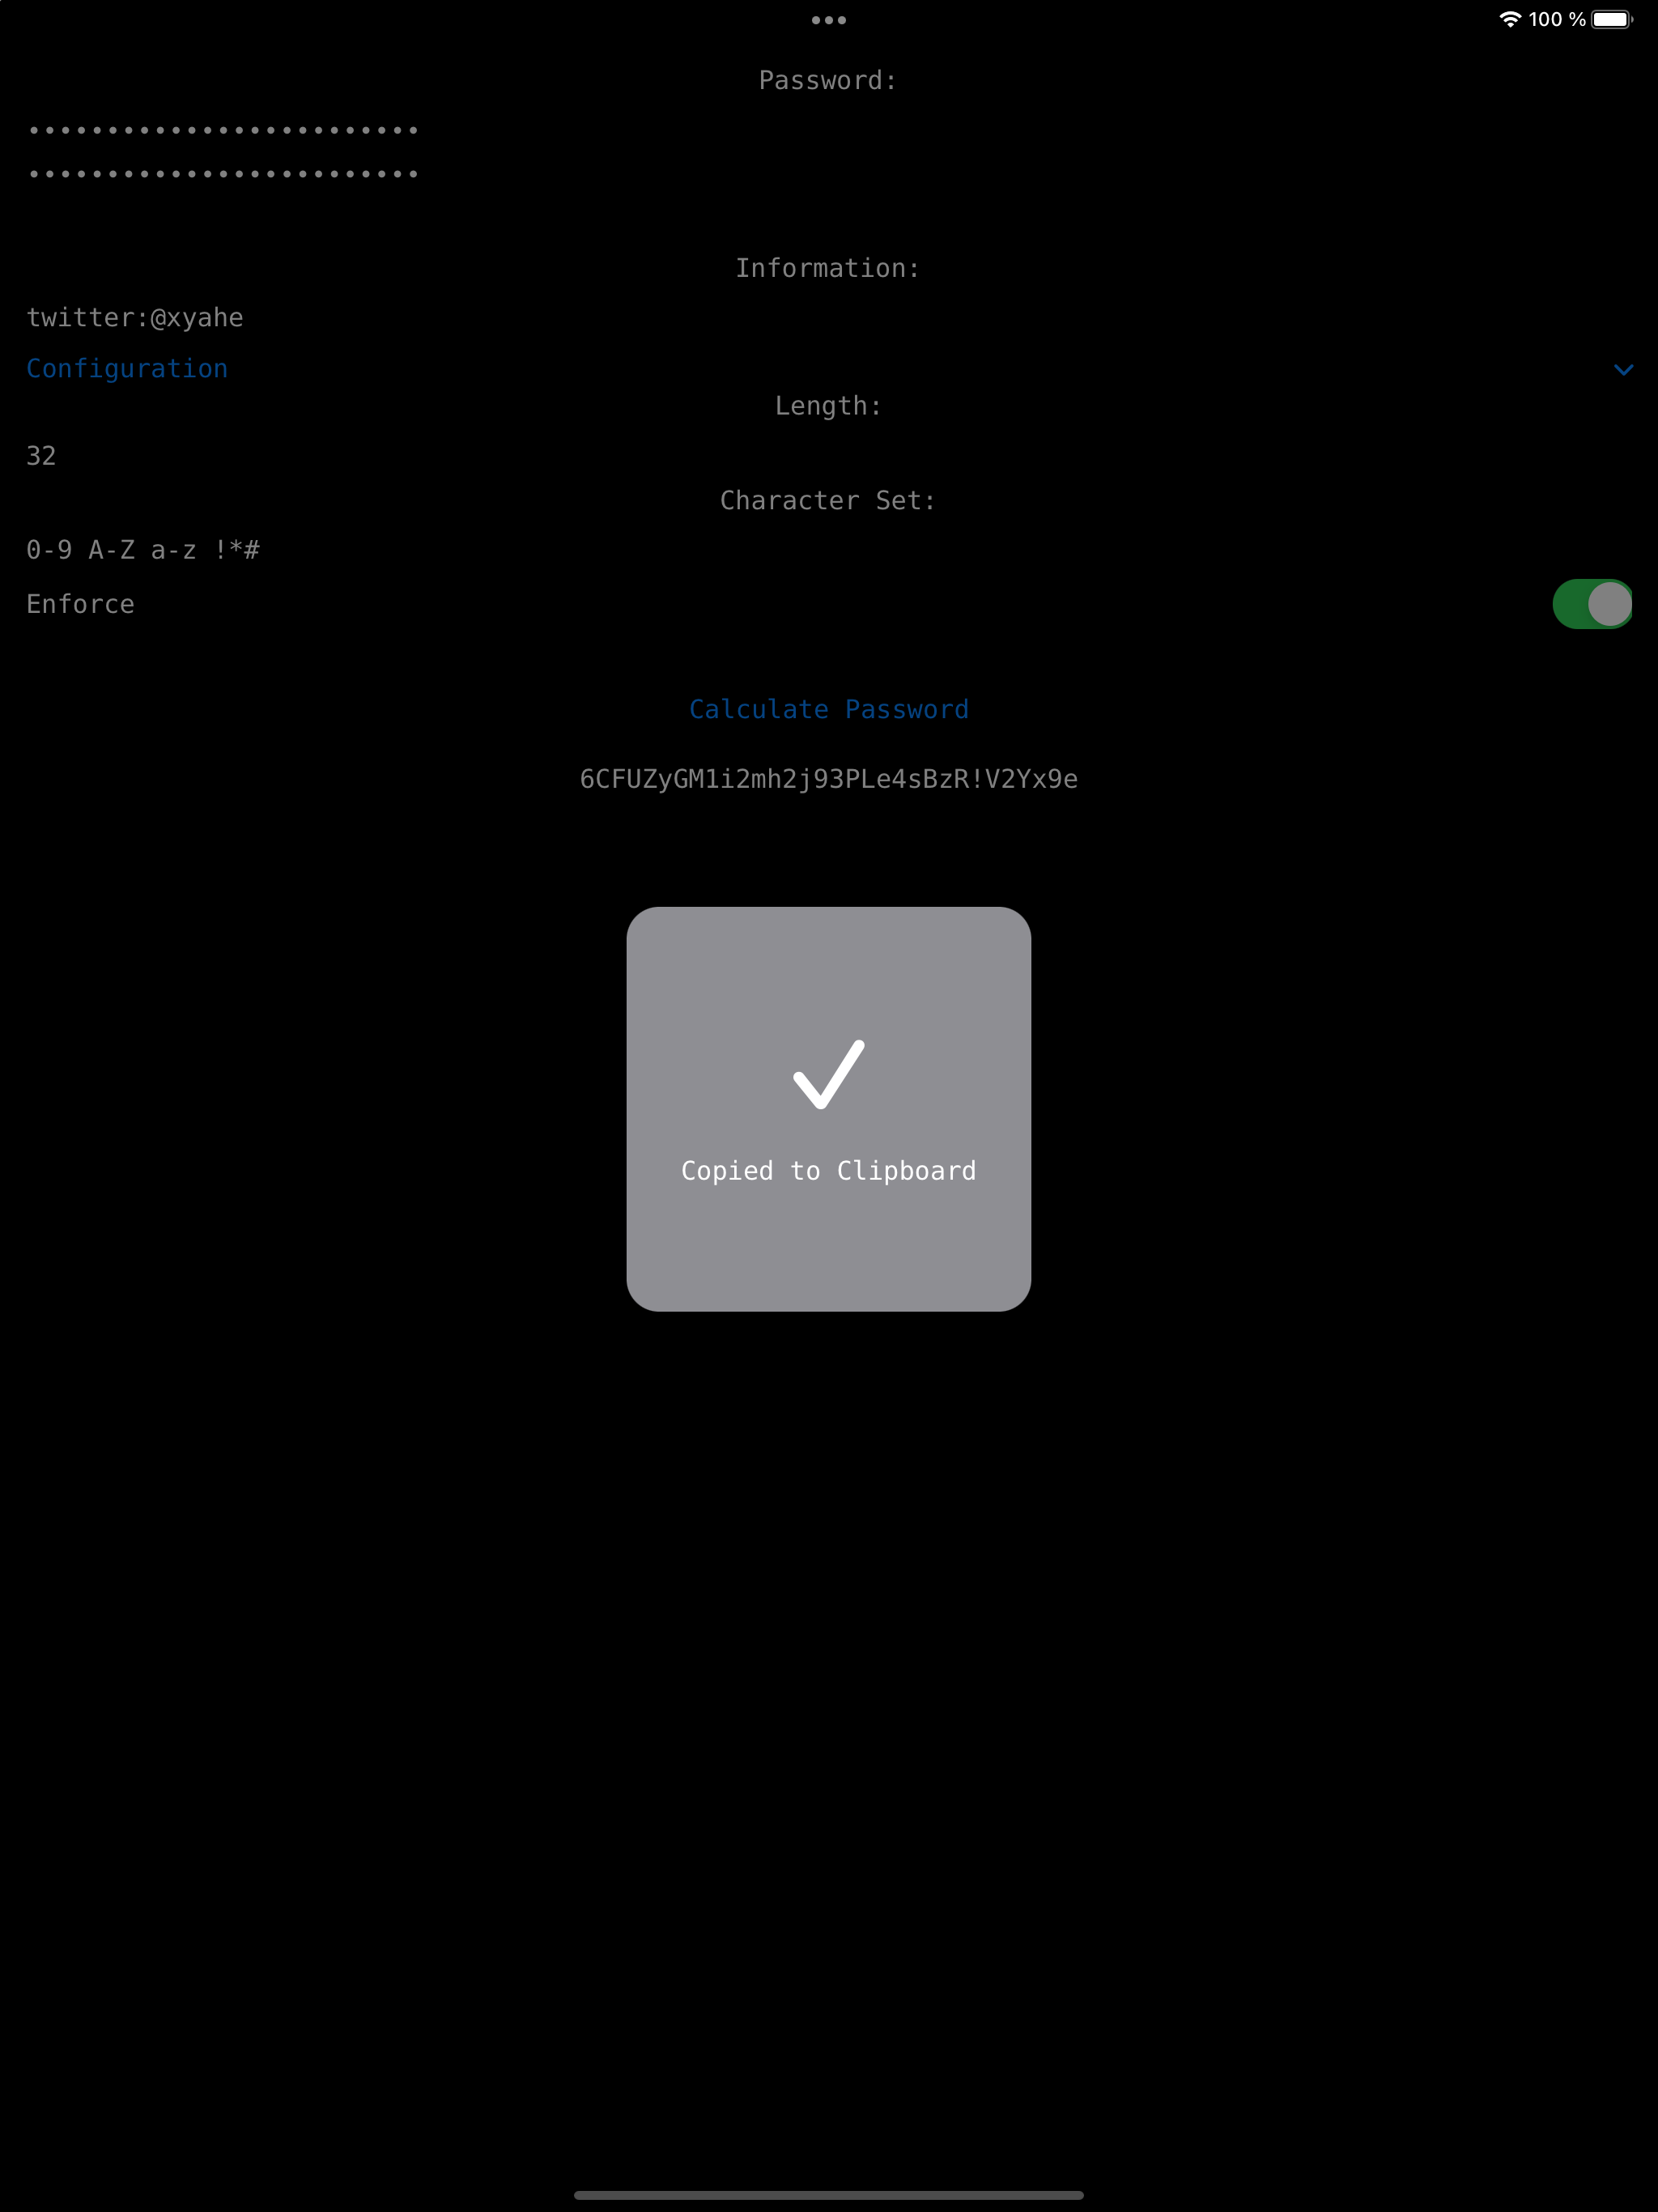 100 %
Password:
•••••••••••••••••••••••••
•••••••••••••••••••••••••
Information:
twitter:@xyahe
Configuration
Length:
32
Character Set:
0-9 A-Z a-z !*#
Enforce
Calculate Password
6CFUZyGM1i2mh2j93PLe4sBzR!V2Yx9e
Copied to Clipboard